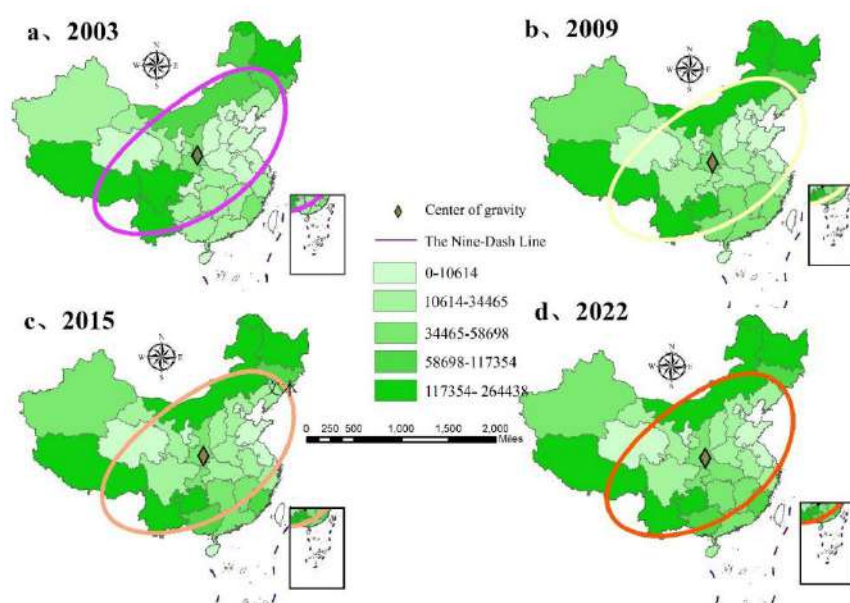 a、2003
N
W
E
S
b、2009
N
W
E
S
Center of gravity
The Nine-Dash Line
0-10614
10614-34465
34465-58698
58698-117354
117354- 264438
c、2015
N
W
E
S
d、2022
N
W
E
S
0 250 500 1,000 1,500 2,000
Miles